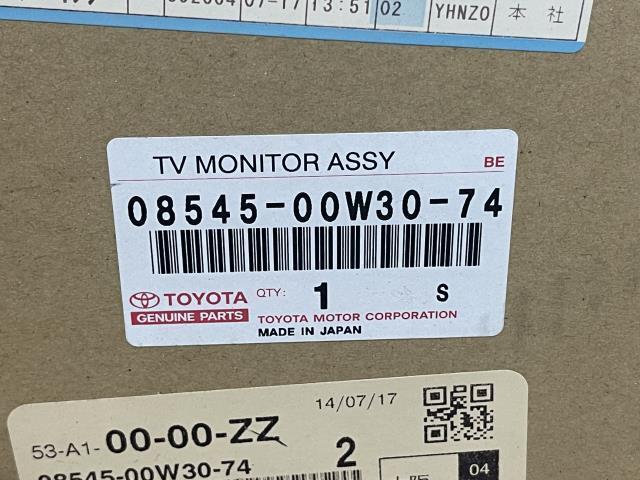 07-17 13:51 02 YHNZO 本社
TV MONITOR ASSY BE
08545-00W30-74
TOYOTA QTY: 1 S
GENUINE PARTS TOYOTA MOTOR CORPORATION
MADE IN JAPAN
14/07/17
53-A1-00-00-ZZ 2
08545-00W30-74 04